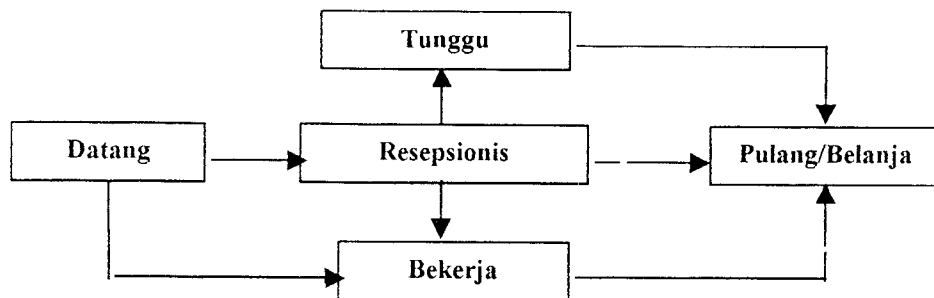 Tunggu
Datang
Resepsionis
Pulang/Belanja
Bekerja